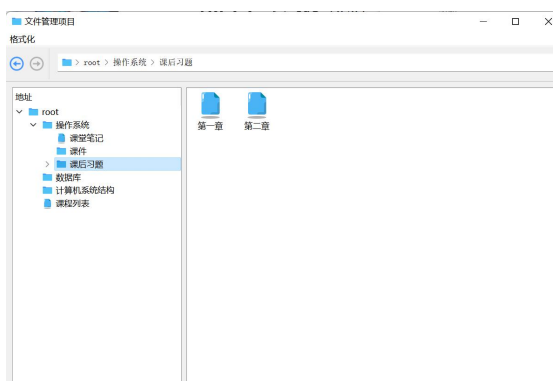 文件管理项目
格式化
> root > 操作系统 > 课后习题
地址
root
操作系统
课堂笔记
课件
课后习题
数据库
计算机系统结构
课程列表
第一章 第二章